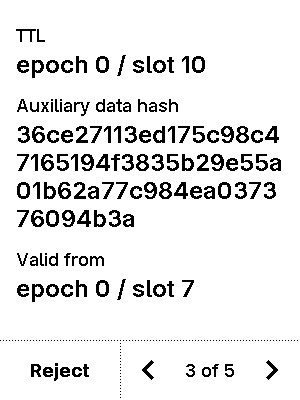 TTL
epoch 0 / slot 10
Auxiliary data hash
36ce27113ed175c98c4
7165194f3835b29e55a
01b62a77c984ea0373
76094b3a
Valid from
epoch 0 / slot 7
Reject
3 of 5